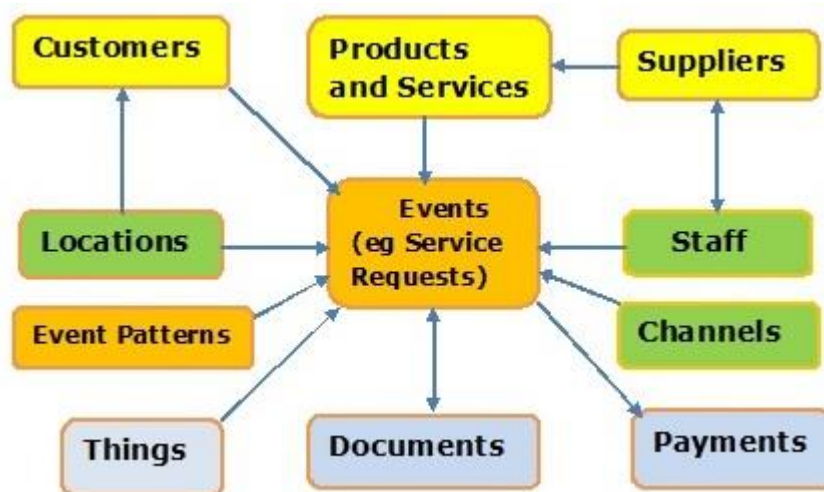 Customers
Products
and Services
Suppliers
Events
(eg Service
Requests)
Locations
Staff
Event Patterns
Channels
Things
Documents
Payments